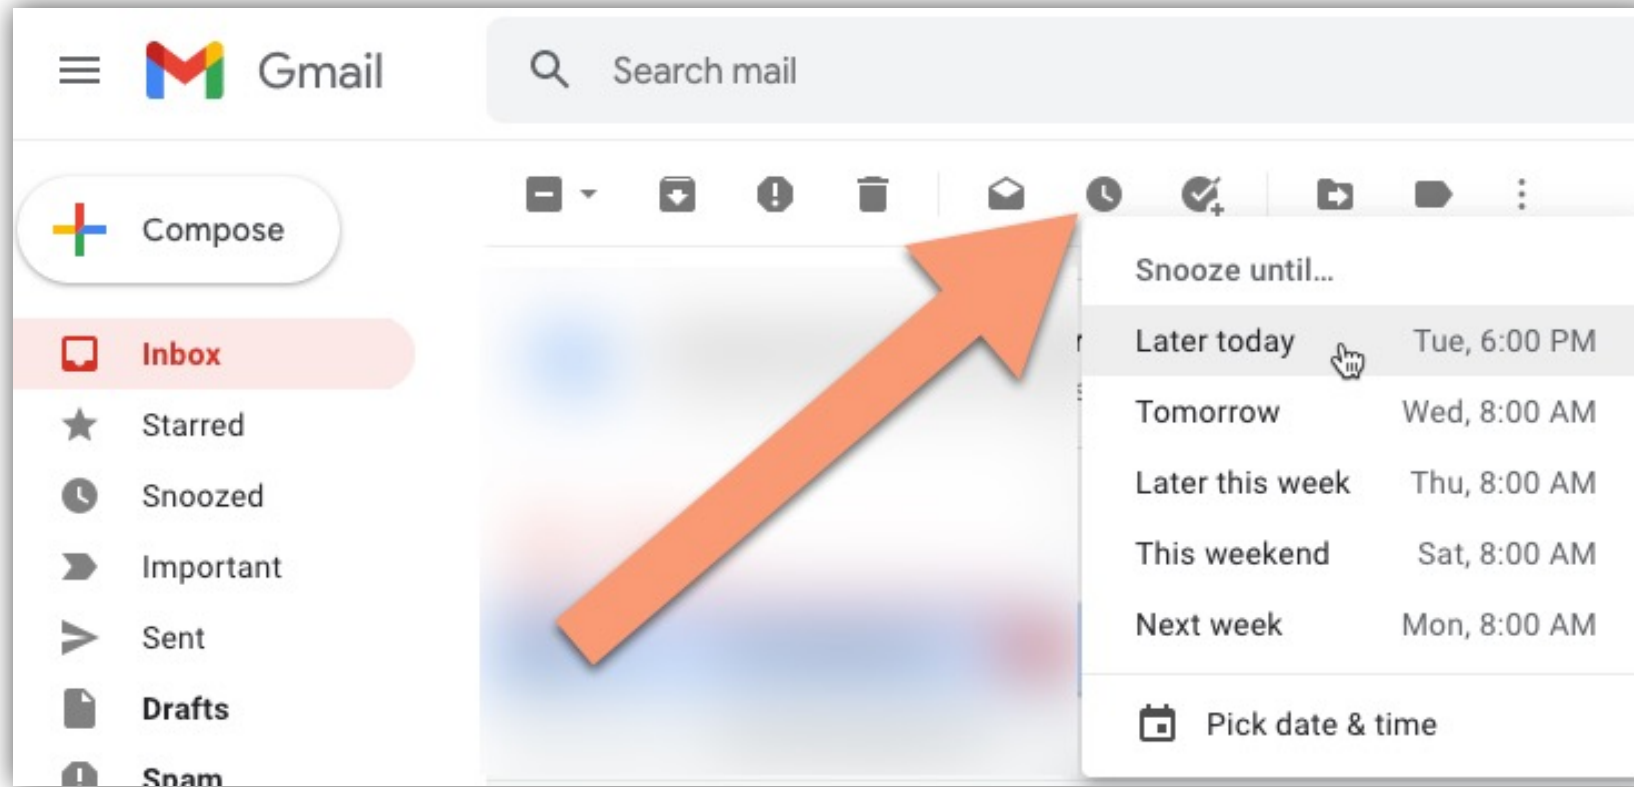 Gmail
Search mail
Compose
Inbox
Starred
Snoozed
Important
Sent
Drafts
Spam
Snooze until...
Later today Tue, 6:00 PM
Tomorrow Wed, 8:00 AM
Later this week Thu, 8:00 AM
This weekend Sat, 8:00 AM
Next week Mon, 8:00 AM
Pick date & time